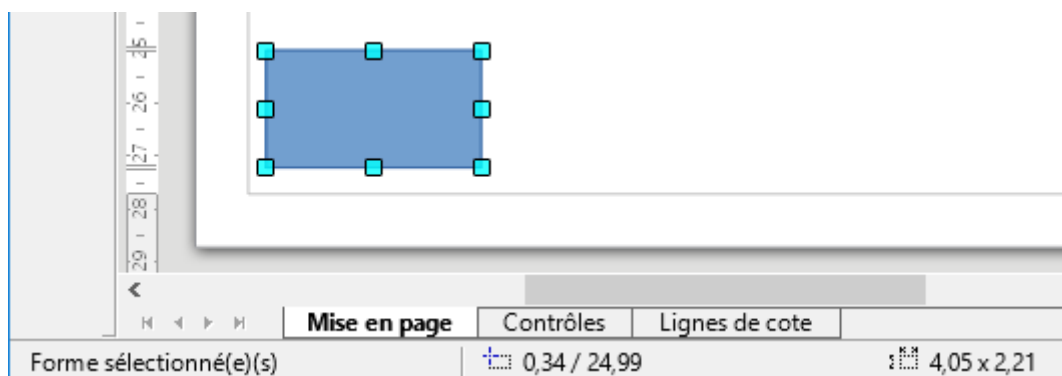 25
26
27
28
29
Mise en page Contrôles Lignes de cote
Forme sélectionné(e)(s) 0,34 / 24,99 4,05 x 2,21